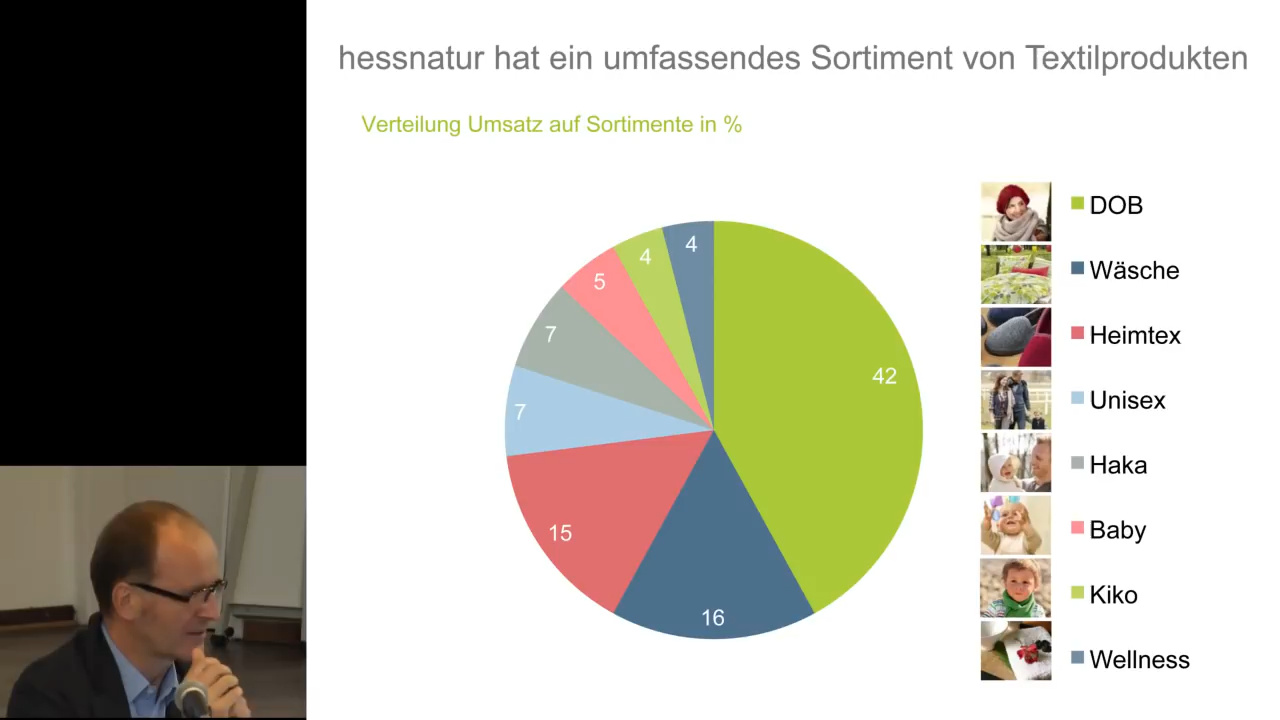 hessnatur hat ein umfassendes Sortiment von Textilprodukten
Verteilung Umsatz auf Sortimente in %
4
4
5
7
7
15
16
42
DOB
Wäsche
Heimtex
Unisex
Haka
Baby
Kiko
Wellness